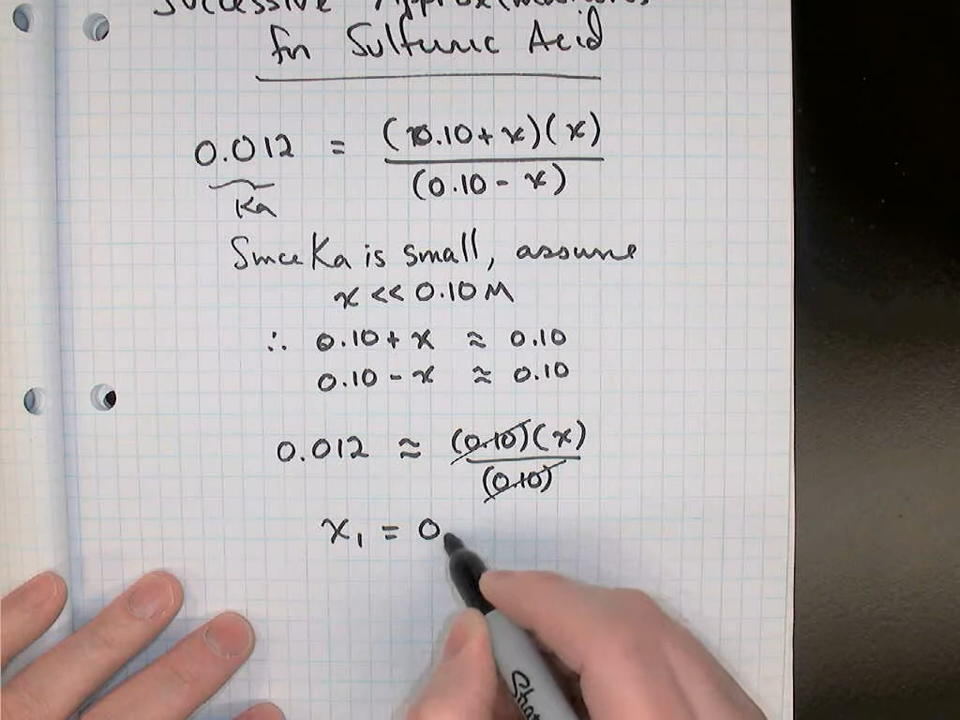 Successive Approximations
for Sulfuric Acid
0.012 = (0.10 + x)(x)
(0.10 - x)
Ka
Since Ka is small, assume
x << 0.10 M
∴ 0.10 + x ≈ 0.10
0.10 - x ≈ 0.10
0.012 ≈ (0.10)(x)
(0.10)
x₁ = 0
Sha